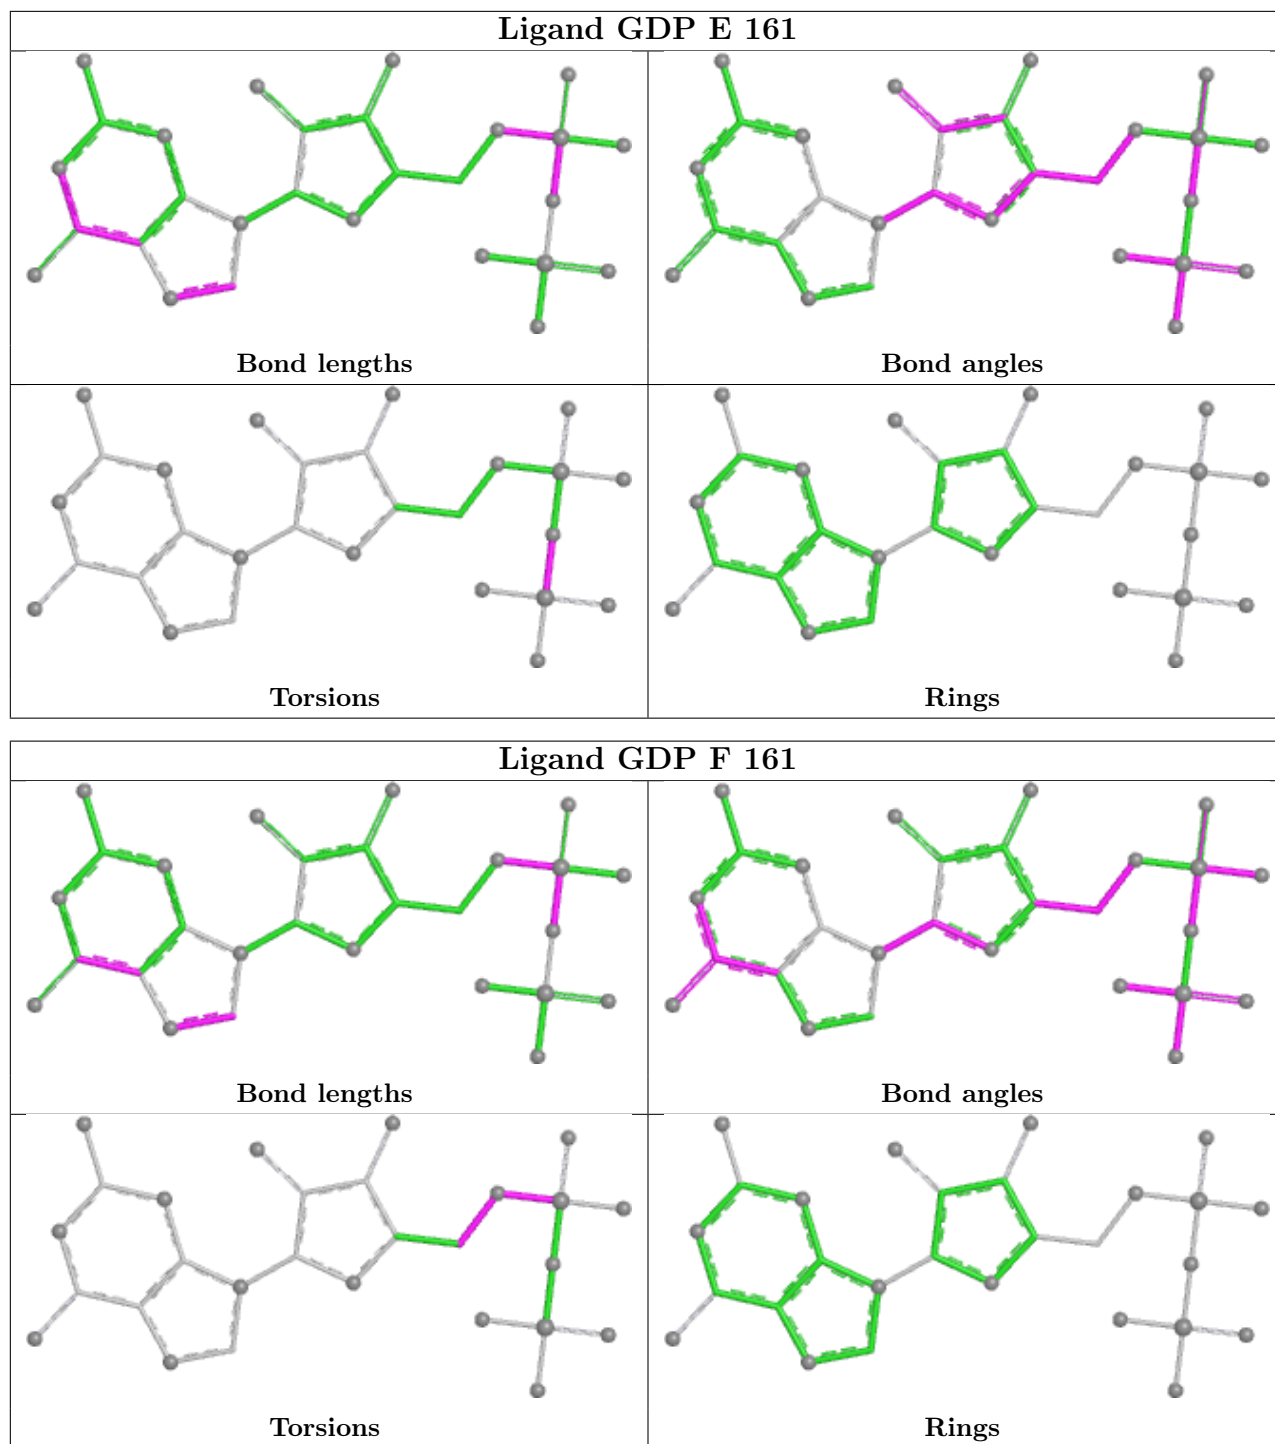 Ligand GDP E 161
Bond lengths
Bond angles
Torsions
Rings
Ligand GDP F 161
Bond lengths
Bond angles
Torsions
Rings